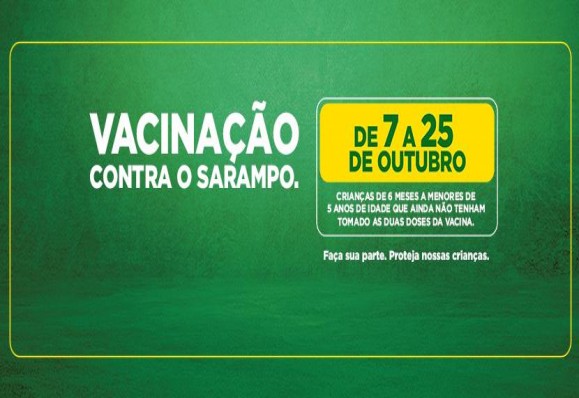 VACINAÇÃO
CONTRA O SARAMPO.
DE 7 A 25
DE OUTUBRO
CRIANÇAS DE 6 MESES A MENORES DE
5 ANOS DE IDADE QUE AINDA NÃO TENHAM
TOMADO AS DUAS DOSES DA VACINA.
Faça sua parte. Proteja nossas crianças.